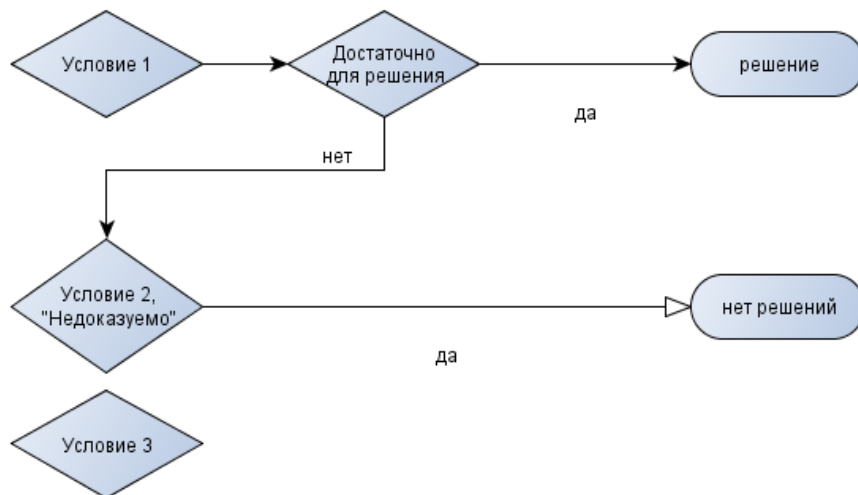 Условие 1
Достаточно
для решения
решение
да
нет
Условие 2,
"Недоказуемо"
нет решений
да
Условие 3